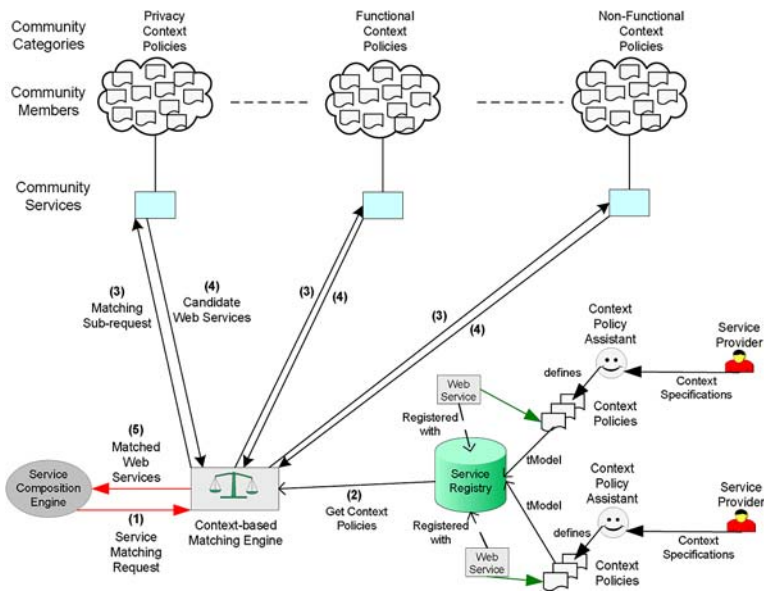 Community
Categories
Privacy
Context
Policies
Functional
Context
Policies
Non-Functional
Context
Policies
Community
Members
Community
Services
(3)
Matching
Sub-request
(4)
Candidate
Web Services
(3)
(4)
(3)
(4)
Context
Policy
Assistant
Service
Provider
defines
Context
Specifications
Web
Service
Context
Policies
Registered
with
tModel
(5)
Matched
Web
Services
Service
Composition
Engine
(1)
Service
Matching
Request
Context-based
Matching Engine
(2)
Get Context
Policies
Service
Registry
tModel
Context
Policy
Assistant
Service
Provider
Registered
with
defines
Context
Specifications
Web
Service
Context
Policies